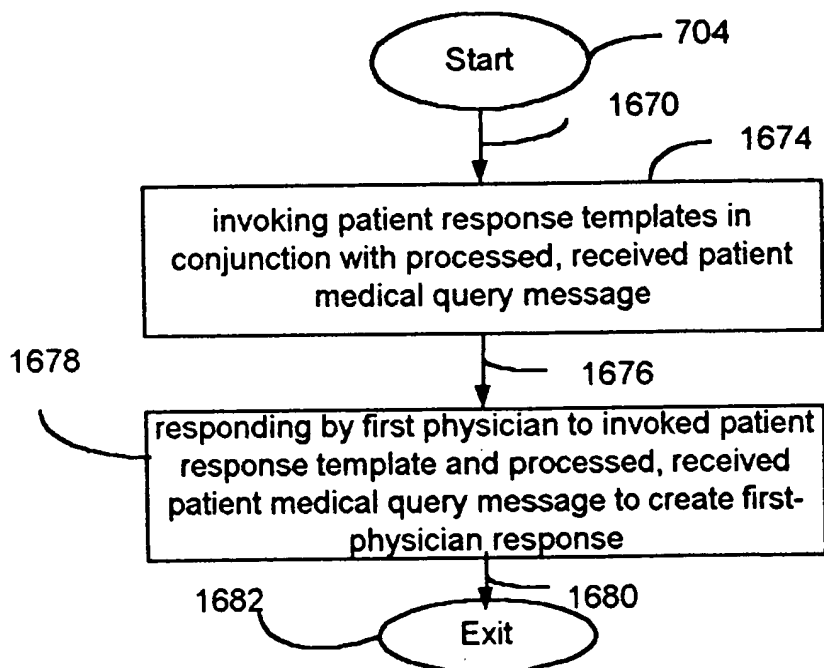 Start
704
1670
1674
invoking patient response templates in
conjunction with processed, received patient
medical query message
1678
1676
responding by first physician to invoked patient
response template and processed, received
patient medical query message to create first-
physician response
1682
1680
Exit